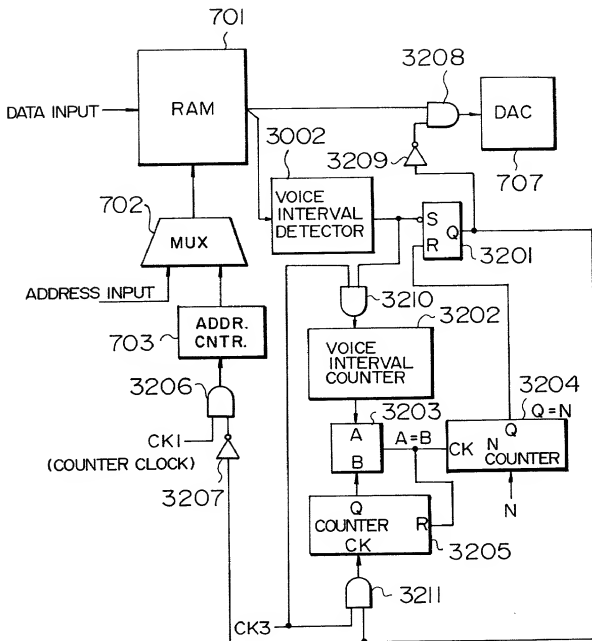 701
DATA INPUT
RAM
3208
DAC
707
3209
3002
VOICE
INTERVAL
DETECTOR
702
MUX
S
R
Q
3201
ADDRESS INPUT
3210
703
ADDR.
CNTR.
3202
VOICE
INTERVAL
COUNTER
3206
3203
A
B
A=B
3204
Q=N
Q
CK
N
COUNTER
N
CK1
(COUNTER CLOCK)
3207
Q
COUNTER
R
CK
3205
3211
CK3